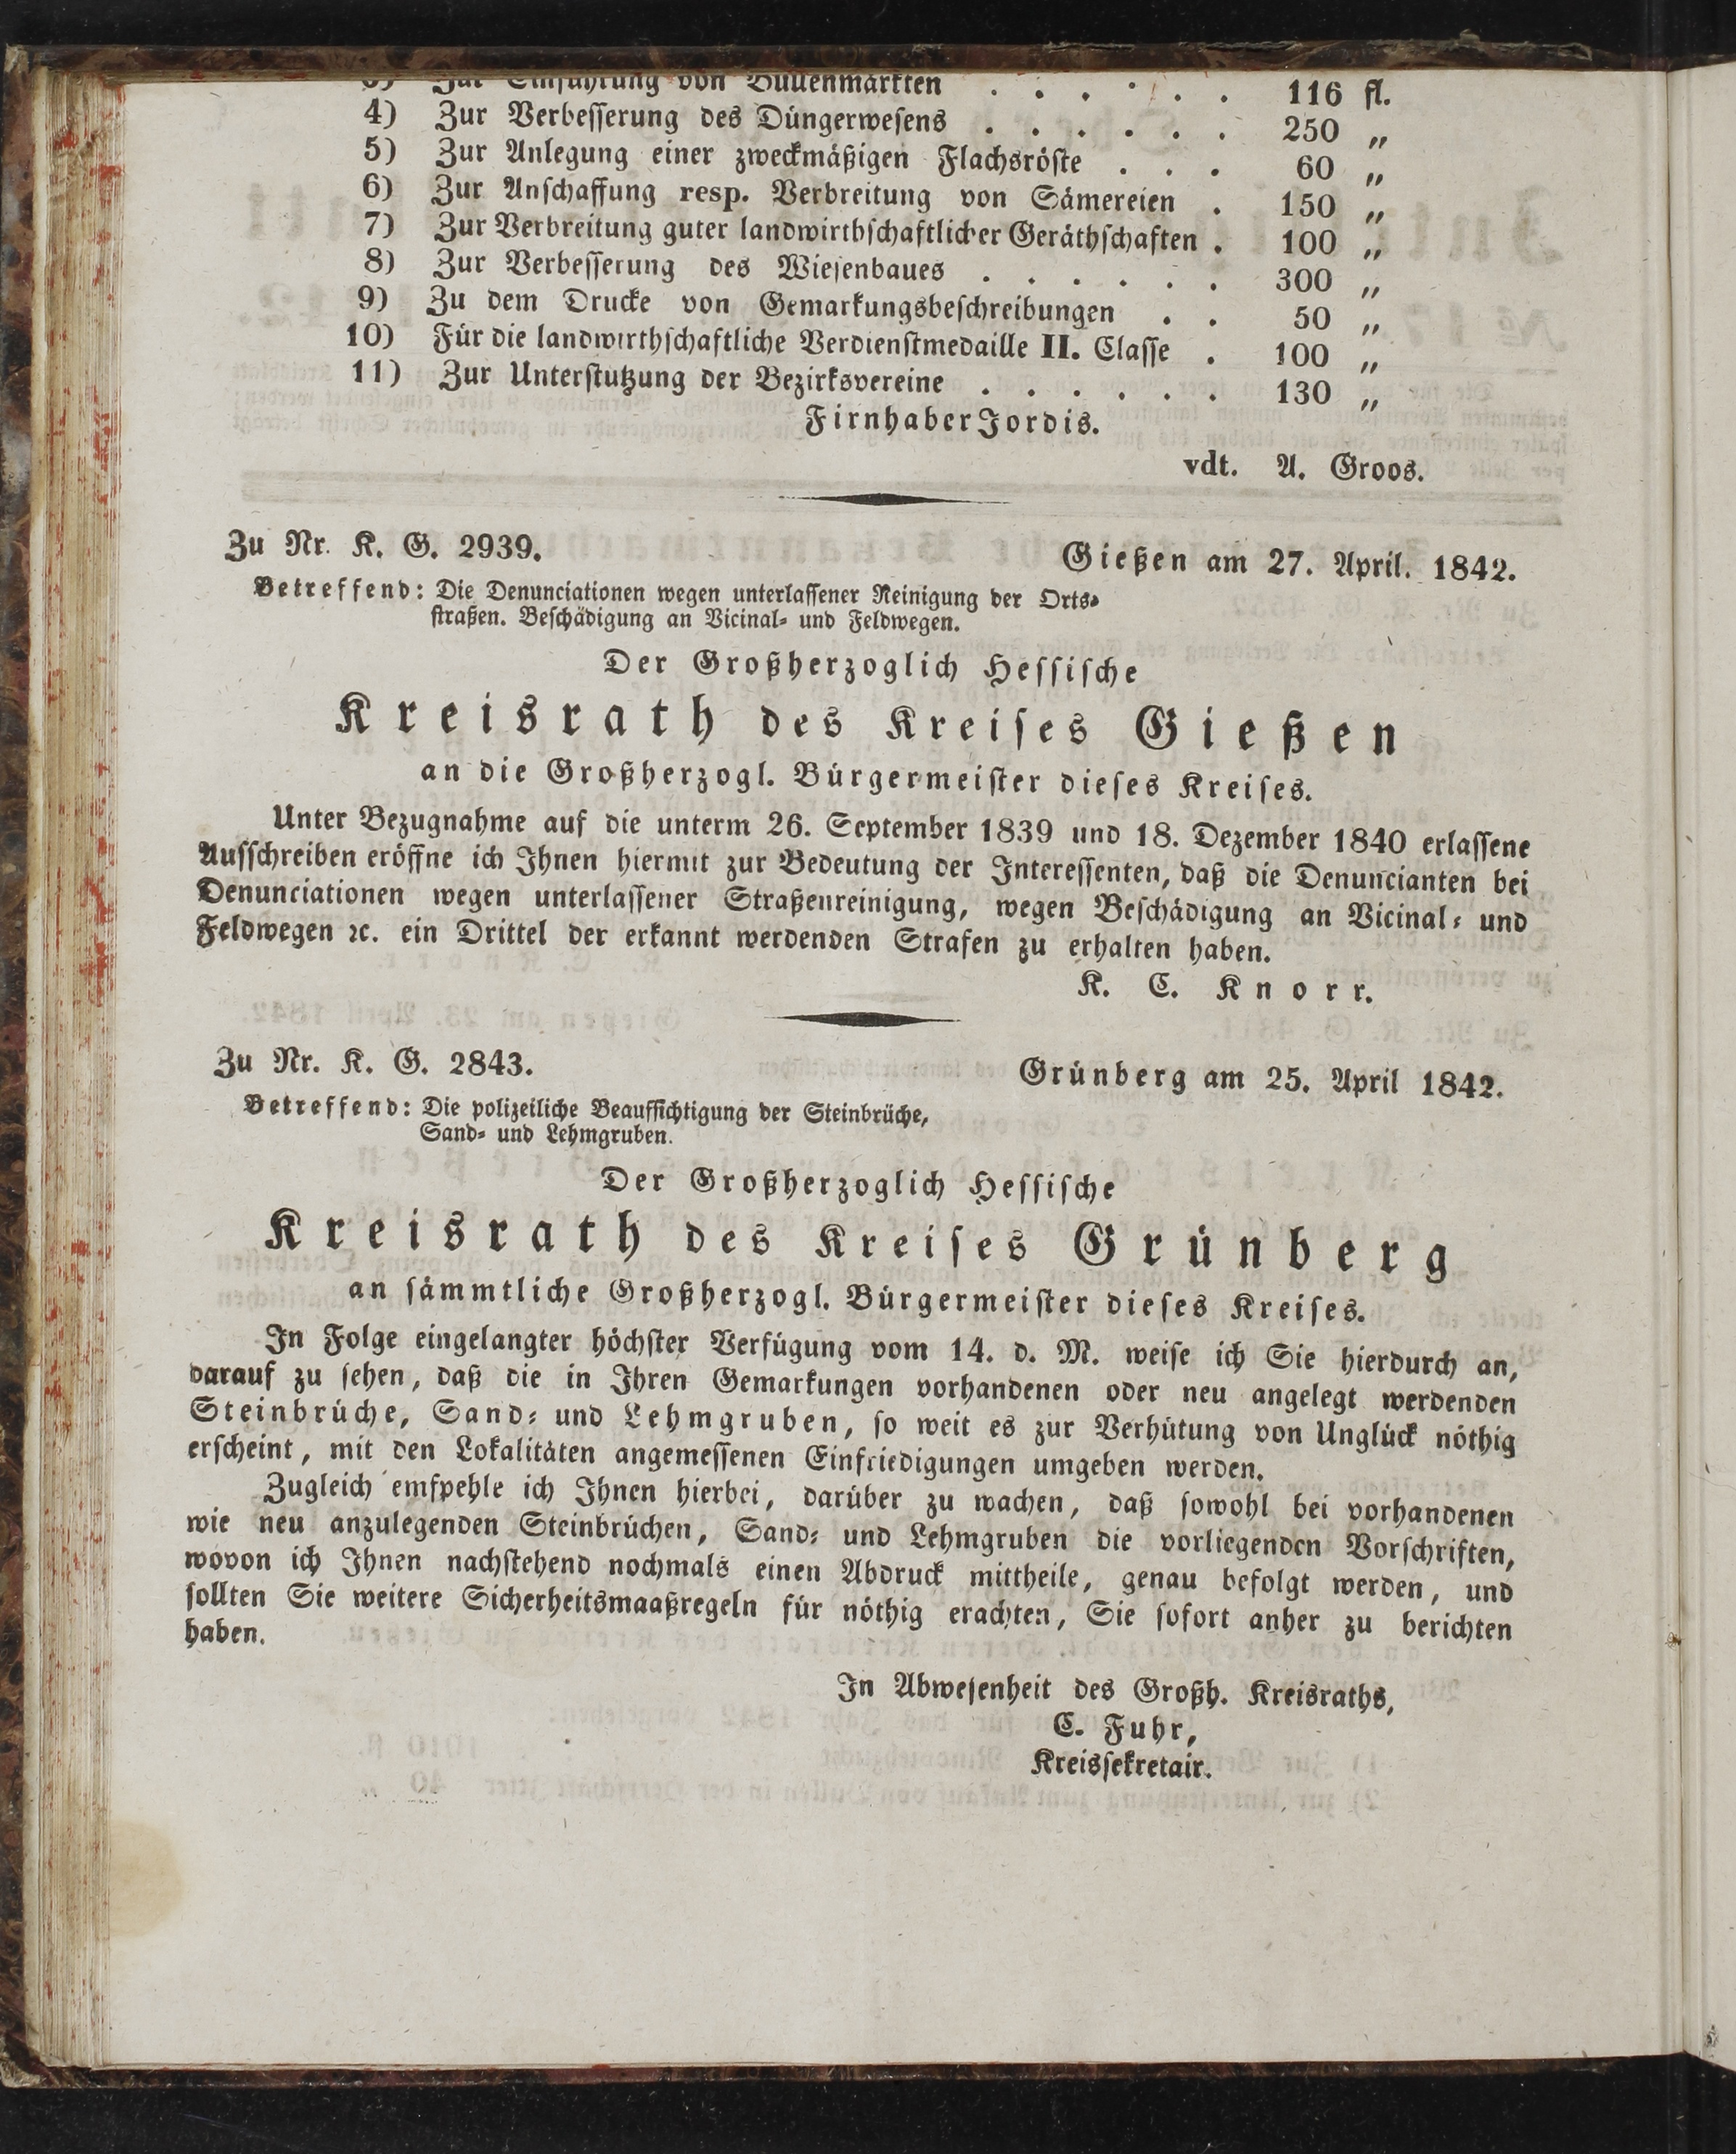 3) Zur Einführung von Bullenmärkten . . . . . . 116 fl.
4) Zur Verbesserung des Düngerwesens . . . . . . 250 „
5) Zur Anlegung einer zweckmäßigen Flachsröste . . . 60 „
6) Zur Anschaffung resp. Verbreitung von Sämereien . 150 „
7) Zur Verbreitung guter landwirthschaftlicher Geräthschaften . 100 „
8) Zur Verbesserung des Wiesenbaues . . . . . . 300 „
9) Zu dem Drucke von Gemarkungsbeschreibungen . . 50 „
10) Für die landwirthschaftliche Verdienstmedaille II. Classe . 100 „
11) Zur Unterstutzung der Bezirksvereine . . . . . . 130 „
Firnhaber Jordis.
vdt. A. Groos.
Zu Nr. K. G. 2939.
Gießen am 27. April. 1842.
Betreffend: Die Denunciationen wegen unterlassener Reinigung der Orts-
straßen. Beschädigung an Vicinal- und Feldwegen.
Der Großherzoglich Hessische
Kreisrath des Kreises Gießen
an die Großherzogl. Bürgermeister dieses Kreises.
Unter Bezugnahme auf die unterm 26. September 1839 und 18. Dezember 1840 erlassene
Ausschreiben eröffne ich Ihnen hiermit zur Bedeutung der Interessenten, daß die Denuncianten bei
Denunciationen wegen unterlassener Straßenreinigung, wegen Beschädigung an Vicinal- und
Feldwegen ꝛc. ein Drittel der erkannt werdenden Strafen zu erhalten haben.
K. C. Knorr.
Zu Nr. K. G. 2843.
Grünberg am 25. April 1842.
Betreffend: Die polizeiliche Beaufsichtigung der Steinbrüche,
Sand- und Lehmgruben.
Der Großherzoglich Hessische
Kreisrath des Kreises Grünberg
an sämmtliche Großherzogl. Bürgermeister dieses Kreises.
In Folge eingelangter höchster Verfügung vom 14. d. M. weise ich Sie hierdurch an,
darauf zu sehen, daß die in Ihren Gemarkungen vorhandenen oder neu angelegt werdenden
Steinbrüche, Sand- und Lehmgruben, so weit es zur Verhütung von Unglück nöthig
erscheint, mit den Lokalitäten angemessenen Einfriedigungen umgeben werden.
Zugleich emfpehle ich Ihnen hierbei, darüber zu wachen, daß sowohl bei vorhandenen
wie neu anzulegenden Steinbrüchen, Sand- und Lehmgruben die vorliegenden Vorschriften,
wovon ich Ihnen nachstehend nochmals einen Abdruck mittheile, genau befolgt werden, und
sollten Sie weitere Sicherheitsmaaßregeln für nöthig erachten, Sie sofort anher zu berichten
haben.
In Abwesenheit des Großh. Kreisraths,
C. Fuhr,
Kreissekretair.